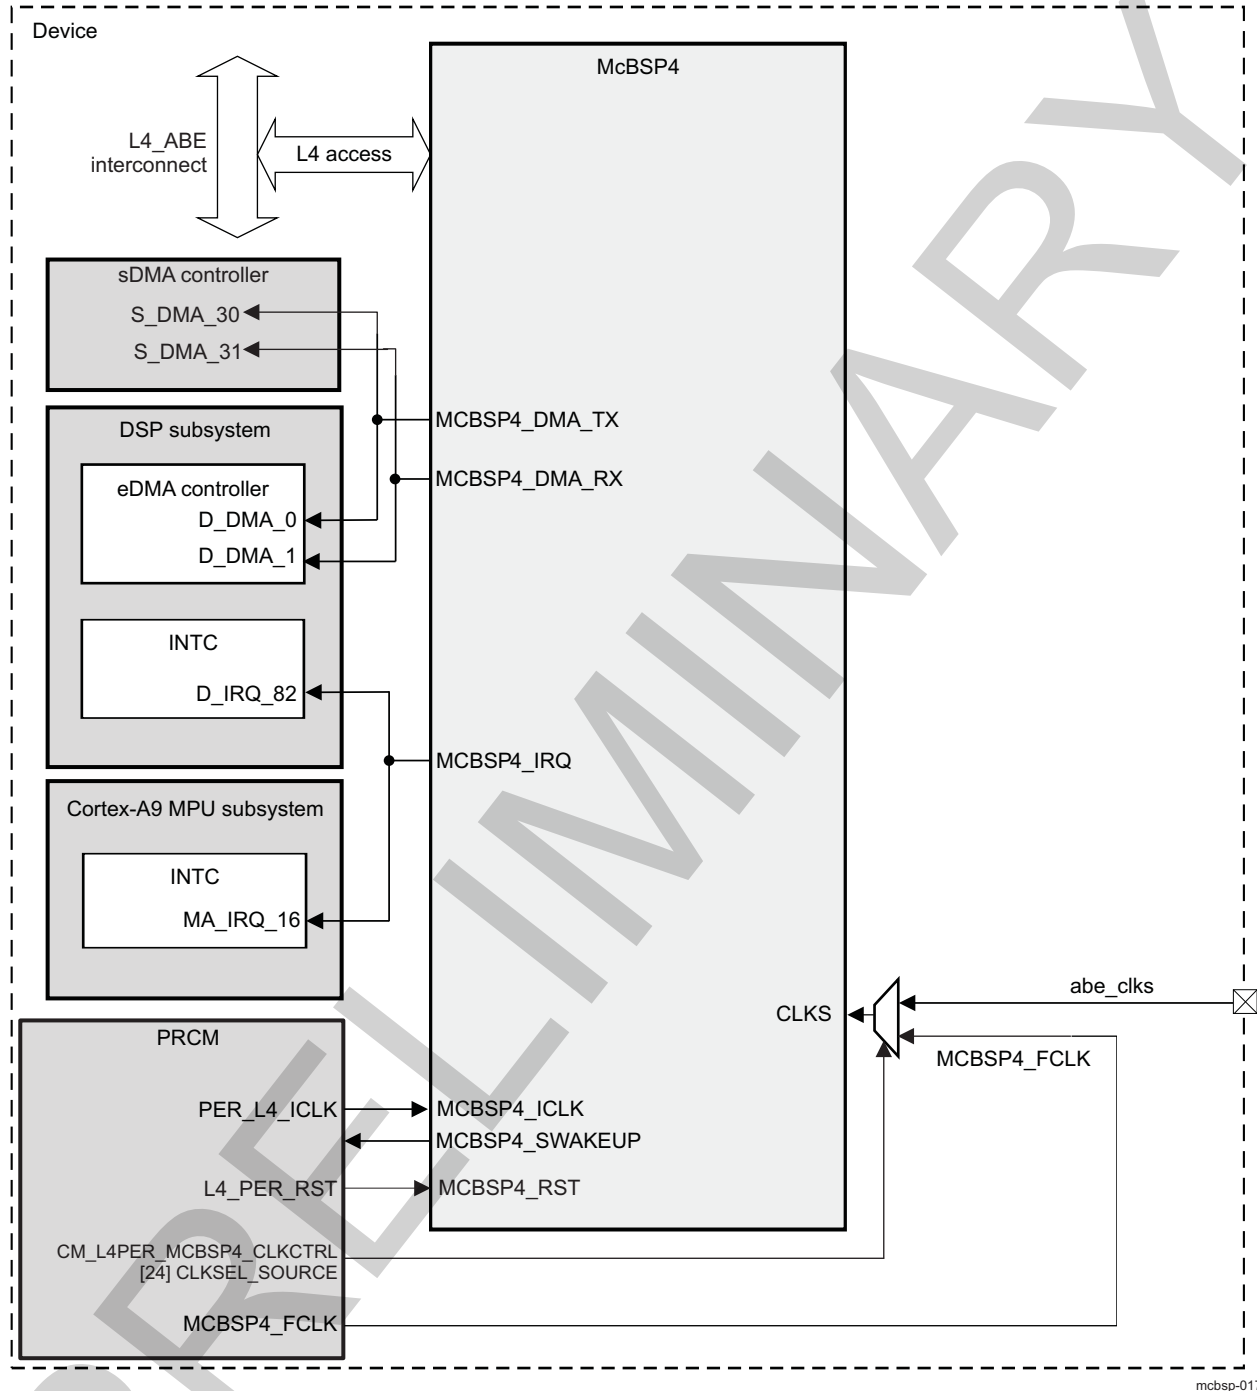 Device
McBSP4
L4_ABE
interconnect
L4 access
sDMA controller
S_DMA_30
S_DMA_31
MCBSP4_DMA_TX
DSP subsystem
MCBSP4_DMA_RX
eDMA controller
D_DMA_0
D_DMA_1
INTC
D_IRQ_82
MCBSP4_IRQ
Cortex-A9 MPU subsystem
INTC
MA_IRQ_16
abe_clks
CLKS
PRCM
MCBSP4_FCLK
PER_L4_ICLK
MCBSP4_ICLK
MCBSP4_SWAKEUP
L4_PER_RST
MCBSP4_RST
CM_L4PER_MCBSP4_CLKCTRL
[24] CLKSEL_SOURCE
MCBSP4_FCLK
PRELIMINARY